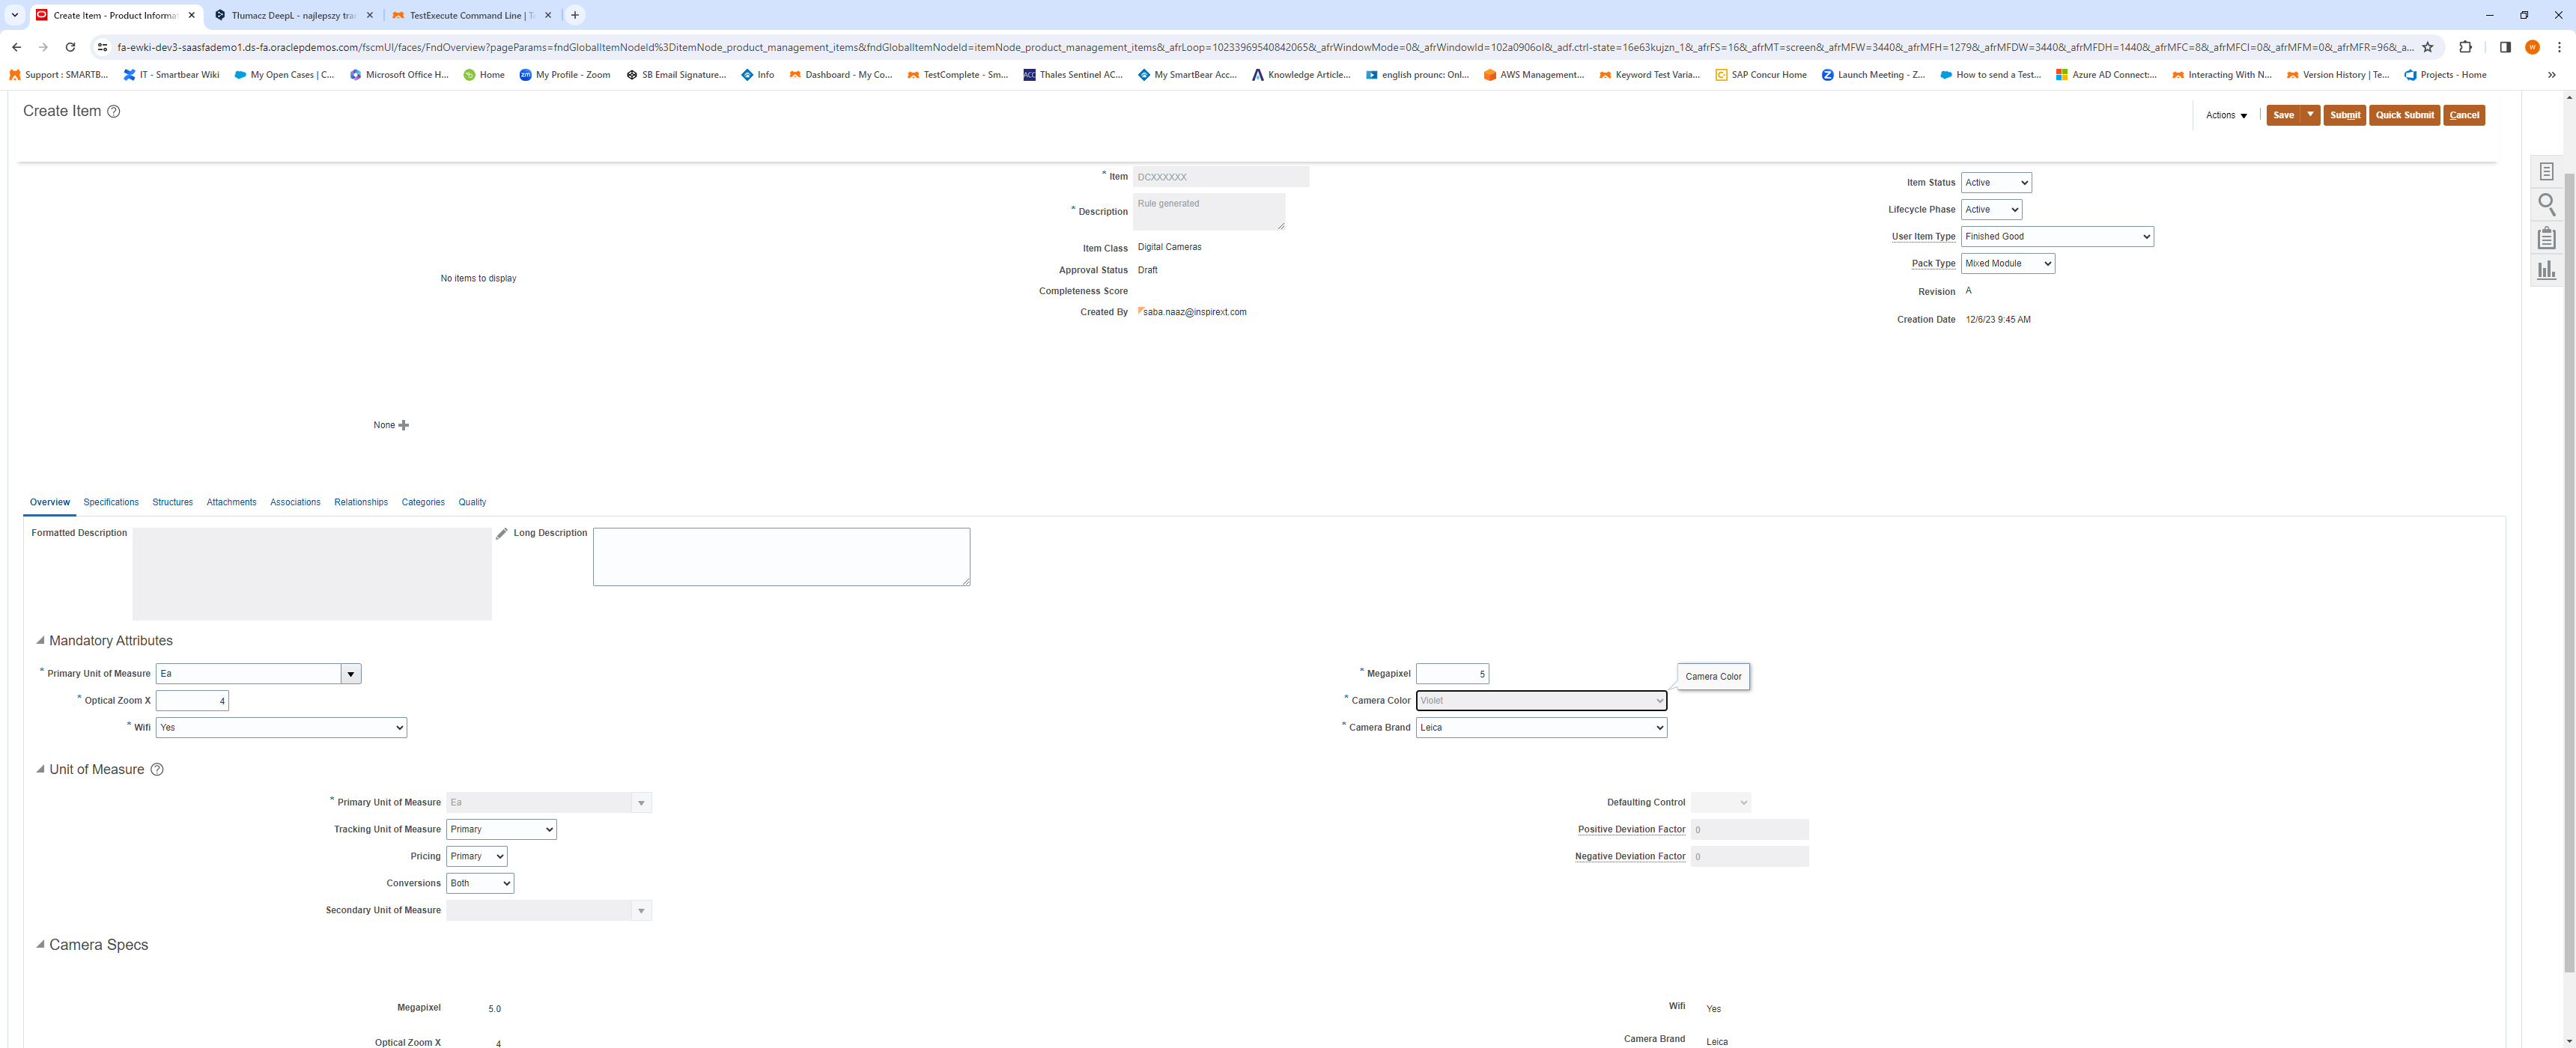 Create Item - Product Informat
Tłumacz DeepL - najlepszy tra
TestExecute Command Line | T
fa-ewki-dev3-saasfademo1.ds-fa.oraclepdemos.com/fscmUI/faces/FndOverview?pageParams=fndGlobalItemNodeId%3DitemNode_product_management_items&fndGlobalItemNodeId=itemNode_product_management_items&_afrLoop=10233969540842065&_afrWindowMode=0&_afrWindowId=102a0906ol&_adf.ctrl-state=16e63kujzn_1&_afrFS=16&_afrMT=screen&_afrMFW=3440&_afrMFH=1279&_afrMFDW=3440&_afrMFDH=1440&_afrMFC=8&_afrMFCI=0&_afrMFM=0&_afrMFR=96&_a...
Support : SMARTB... IT - Smartbear Wiki My Open Cases | C... Microsoft Office H... Home My Profile - Zoom SB Email Signature... Info Dashboard - My Co... TestComplete - Sm... Thales Sentinel AC... My SmartBear Acc... Knowledge Article... english prounc: Onl... AWS Management... Keyword Test Varia... SAP Concur Home Launch Meeting - Z... How to send a Test... Azure AD Connect:... Interacting With N... Version History | Te... Projects - Home »
Create Item
Actions Save Submit Quick Submit Cancel
* Item DCXXXXXX
* Description Rule generated
Item Class Digital Cameras
Approval Status Draft
Completeness Score
Created By saba.naaz@inspirext.com
Item Status Active
Lifecycle Phase Active
User Item Type Finished Good
Pack Type Mixed Module
Revision A
Creation Date 12/6/23 9:45 AM
No items to display
None
Overview Specifications Structures Attachments Associations Relationships Categories Quality
Formatted Description
Long Description
Mandatory Attributes
* Primary Unit of Measure Ea
* Optical Zoom X 4
* Wifi Yes
* Megapixel 5
* Camera Color Violet
Camera Color
* Camera Brand Leica
Unit of Measure
* Primary Unit of Measure Ea
Tracking Unit of Measure Primary
Pricing Primary
Conversions Both
Secondary Unit of Measure
Defaulting Control
Positive Deviation Factor 0
Negative Deviation Factor 0
Camera Specs
Megapixel 5.0
Optical Zoom X 4
Wifi Yes
Camera Brand Leica